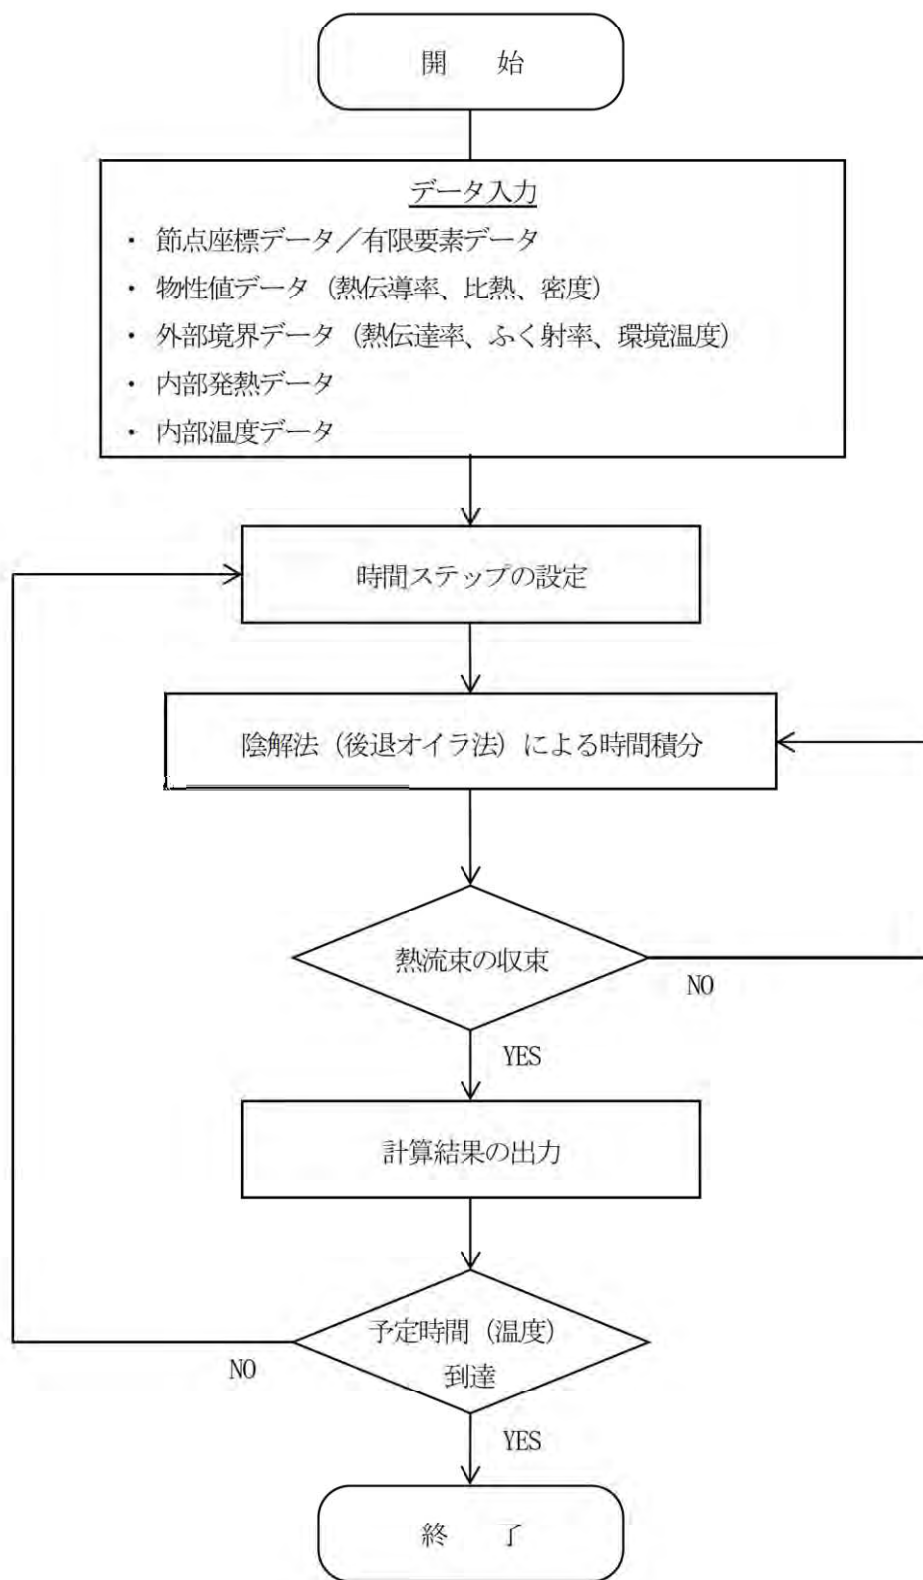 開　始
データ入力
・ 節点座標データ／有限要素データ
・ 物性値データ（熱伝導率、比熱、密度）
・ 外部境界データ（熱伝達率、ふく射率、環境温度）
・ 内部発熱データ
・ 内部温度データ
時間ステップの設定
陰解法（後退オイラ法）による時間積分
熱流束の収束
NO
YES
計算結果の出力
予定時間（温度）
到達
NO
YES
終　了